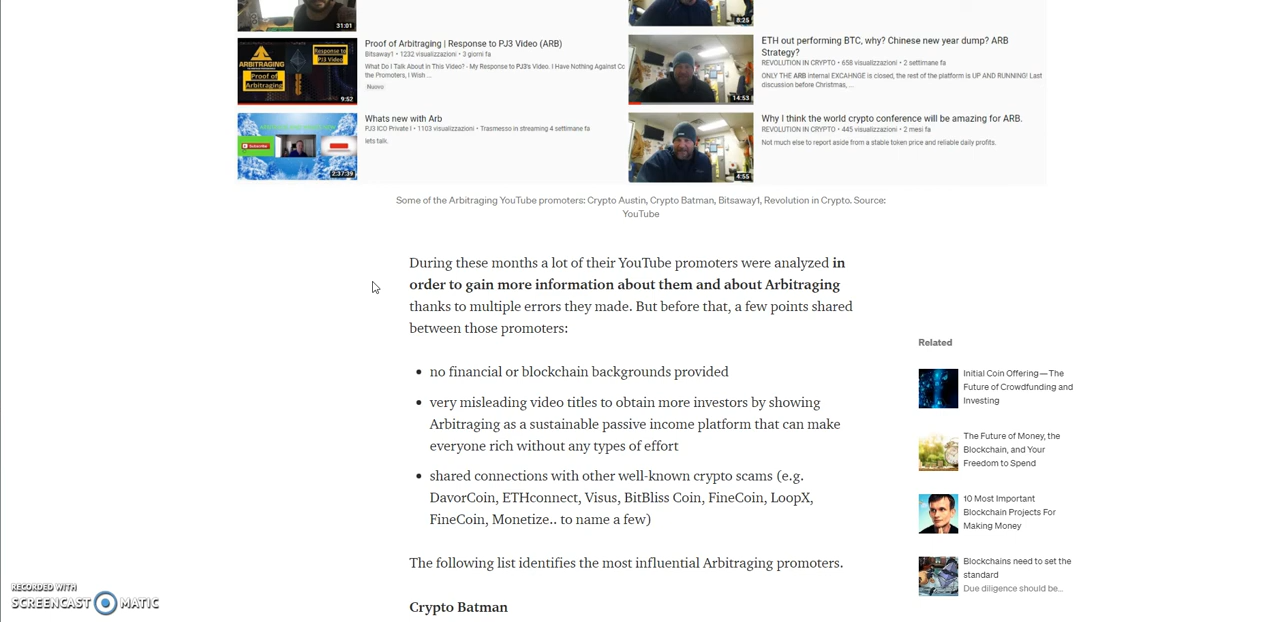 31:01
8:25
ARBITRAGING
Proof of
Arbitraging
Response to
PJ3 Video
9:52
Proof of Arbitraging | Response to PJ3 Video (ARB)
Bitsaway1 • 1232 visualizzazioni • 3 giorni fa
What Do I Talk About In This Video? - My Response to PJ3's Video. I Have Nothing Against Cc
the Promoters, I Wish ...
Nuovo
14:53
ETH out performing BTC, why? Chinese new year dump? ARB
Strategy?
REVOLUTION IN CRYPTO • 658 visualizzazioni • 2 settimane fa
ONLY THE ARB internal EXCAHNGE is closed, the rest of the platform is UP AND RUNNING! Last
discussion before Christmas, ...
2:37:39
Whats new with Arb
PJ3 ICO Private I • 1103 visualizzazioni • Trasmesso in streaming 4 settimane fa
lets talk.
4:55
Why I think the world crypto conference will be amazing for ARB.
REVOLUTION IN CRYPTO • 445 visualizzazioni • 2 mesi fa
Not much else to report aside from a stable token price and reliable daily profits.
Some of the Arbitraging YouTube promoters: Crypto Austin, Crypto Batman, Bitsaway1, Revolution in Crypto. Source:
YouTube
During these months a lot of their YouTube promoters were analyzed in
order to gain more information about them and about Arbitraging
thanks to multiple errors they made. But before that, a few points shared
between those promoters:
• no financial or blockchain backgrounds provided
• very misleading video titles to obtain more investors by showing
Arbitraging as a sustainable passive income platform that can make
everyone rich without any types of effort
• shared connections with other well-known crypto scams (e.g.
DavorCoin, ETHconnect, Visus, BitBliss Coin, FineCoin, LoopX,
FineCoin, Monetize.. to name a few)
The following list identifies the most influential Arbitraging promoters.
Crypto Batman
Related
Initial Coin Offering — The
Future of Crowdfunding and
Investing
The Future of Money, the
Blockchain, and Your
Freedom to Spend
10 Most Important
Blockchain Projects For
Making Money
Blockchains need to set the
standard
Due diligence should be...
RECORDED WITH
SCREENCAST MATIC